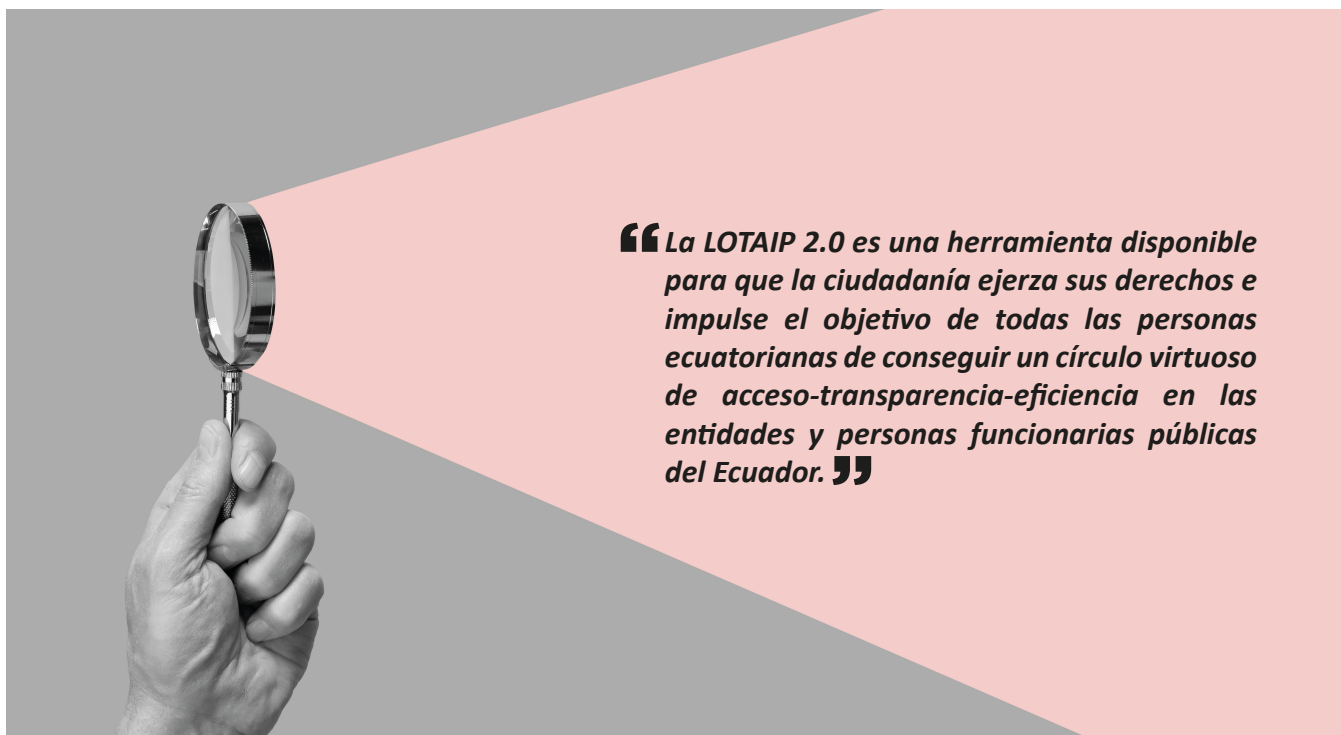 “La LOTAIP 2.0 es una herramienta disponible
para que la ciudadanía ejerza sus derechos e
impulse el objetivo de todas las personas
ecuatorianas de conseguir un círculo virtuoso
de acceso-transparencia-eficiencia en las
entidades y personas funcionarias públicas
del Ecuador.”